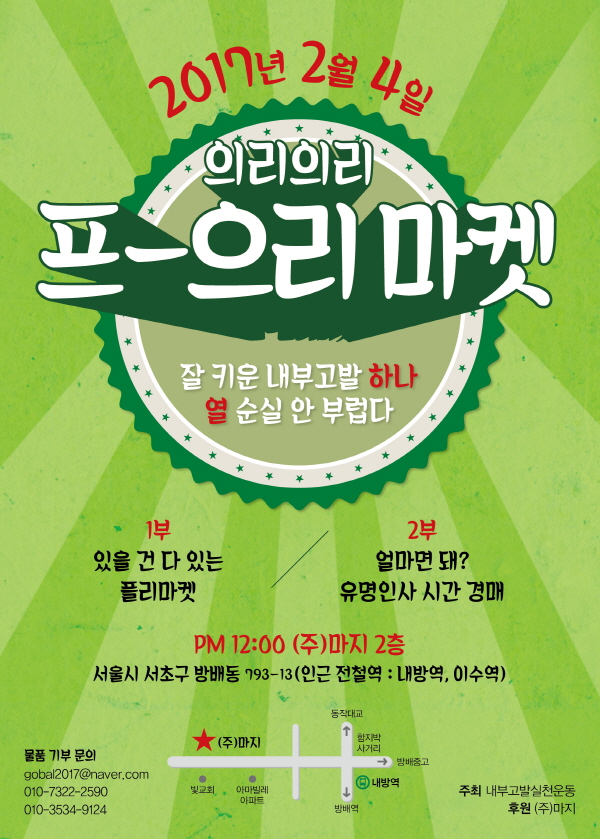 2017년 2월 4일
의리의리
프-으리 마켓
잘 키운 내부고발 하나
열 순실 안 부럽다
1부
있을 건 다 있는
플리마켓
2부
얼마면 돼?
유명인사 시간 경매
PM 12:00 (주)마지 2층
서울시 서초구 방배동 793-13(인근 전철역 : 내방역, 이수역)
물품 기부 문의
gobal2017@naver.com
010-7322-2590
010-3534-9124
(주)마지
빛교회
아마빌레
아파트
동작대교
함지박
사거리
방배중고
내방역
방배역
주최 내부고발실천운동
후원 (주)마지